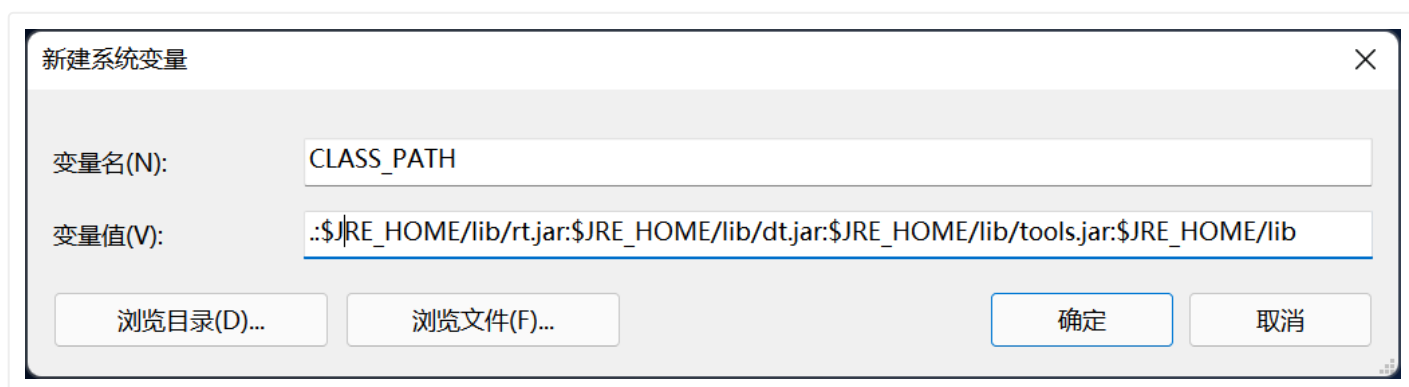 新建系统变量
变量名(N): CLASS_PATH
变量值(V): .:$JRE_HOME/lib/rt.jar:$JRE_HOME/lib/dt.jar:$JRE_HOME/lib/tools.jar:$JRE_HOME/lib
浏览目录(D)... 浏览文件(F)... 确定 取消